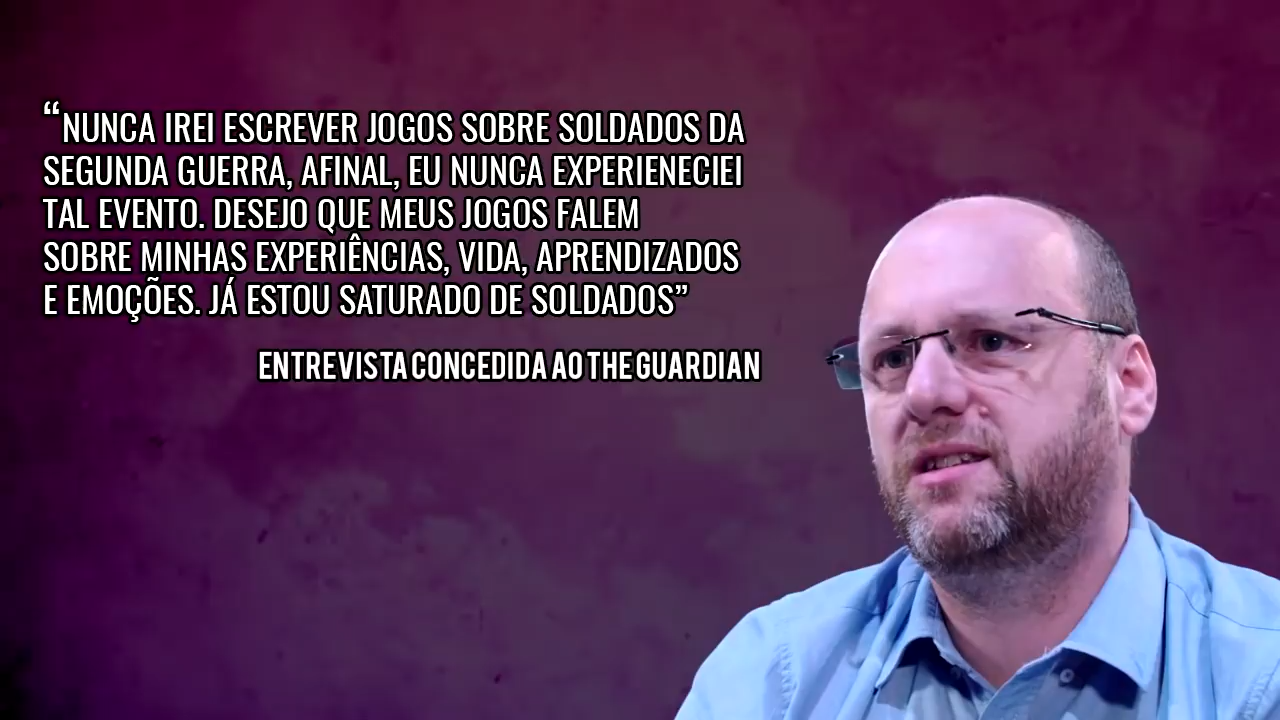 “NUNCA IREI ESCREVER JOGOS SOBRE SOLDADOS DA
SEGUNDA GUERRA, AFINAL, EU NUNCA EXPERIENECIEI
TAL EVENTO. DESEJO QUE MEUS JOGOS FALEM
SOBRE MINHAS EXPERIÊNCIAS, VIDA, APRENDIZADOS
E EMOÇÕES. JÁ ESTOU SATURADO DE SOLDADOS”
ENTREVISTA CONCEDIDA AO THE GUARDIAN